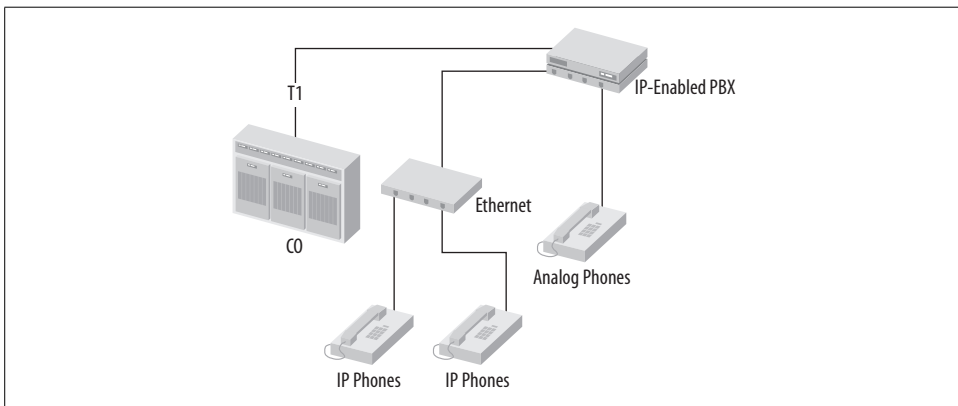 IP-Enabled PBX
T1
Ethernet
CO
Analog Phones
IP Phones
IP Phones